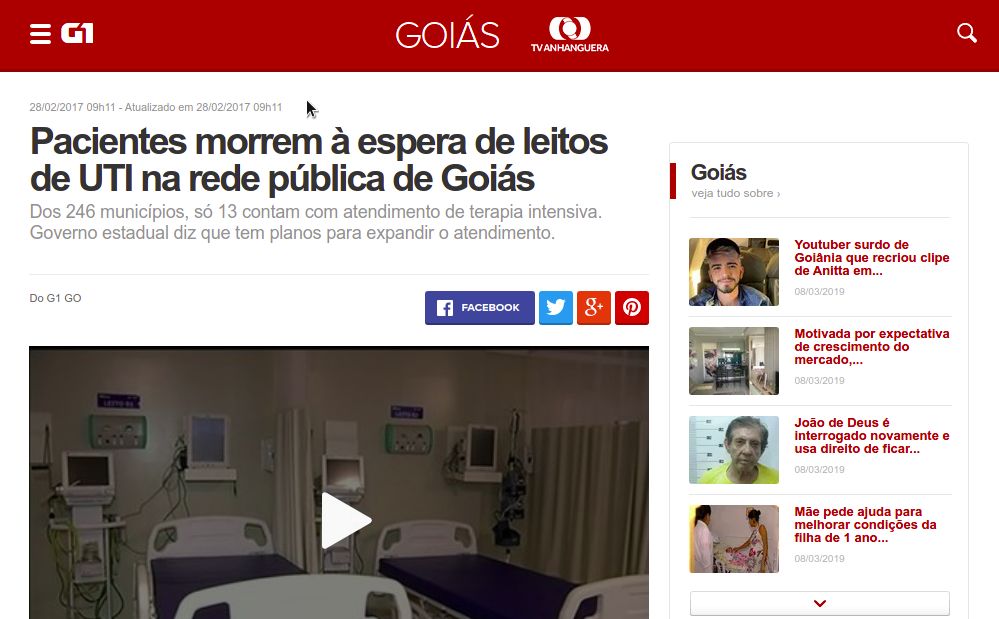 G1
GOIÁS
TV ANHANGUERA
28/02/2017 09h11 - Atualizado em 28/02/2017 09h11
Pacientes morrem à espera de leitos
de UTI na rede pública de Goiás
Dos 246 municípios, só 13 contam com atendimento de terapia intensiva.
Governo estadual diz que tem planos para expandir o atendimento.
Do G1 GO
FACEBOOK
g+
Goiás
veja tudo sobre ›
Youtuber surdo de
Goiânia que recriou clipe
de Anitta em...
08/03/2019
Motivada por expectativa
de crescimento do
mercado,...
08/03/2019
João de Deus é
interrogado novamente e
usa direito de ficar...
08/03/2019
Mãe pede ajuda para
melhorar condições da
filha de 1 ano...
08/03/2019